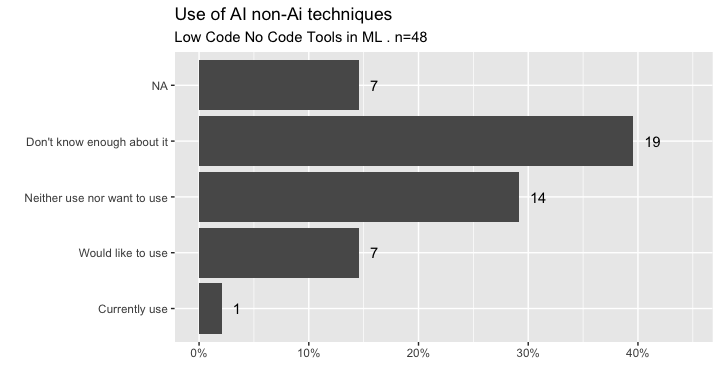 Use of AI non-Ai techniques
Low Code No Code Tools in ML . n=48
NA
7
Don't know enough about it
19
Neither use nor want to use
14
Would like to use
7
Currently use
1
0% 10% 20% 30% 40%